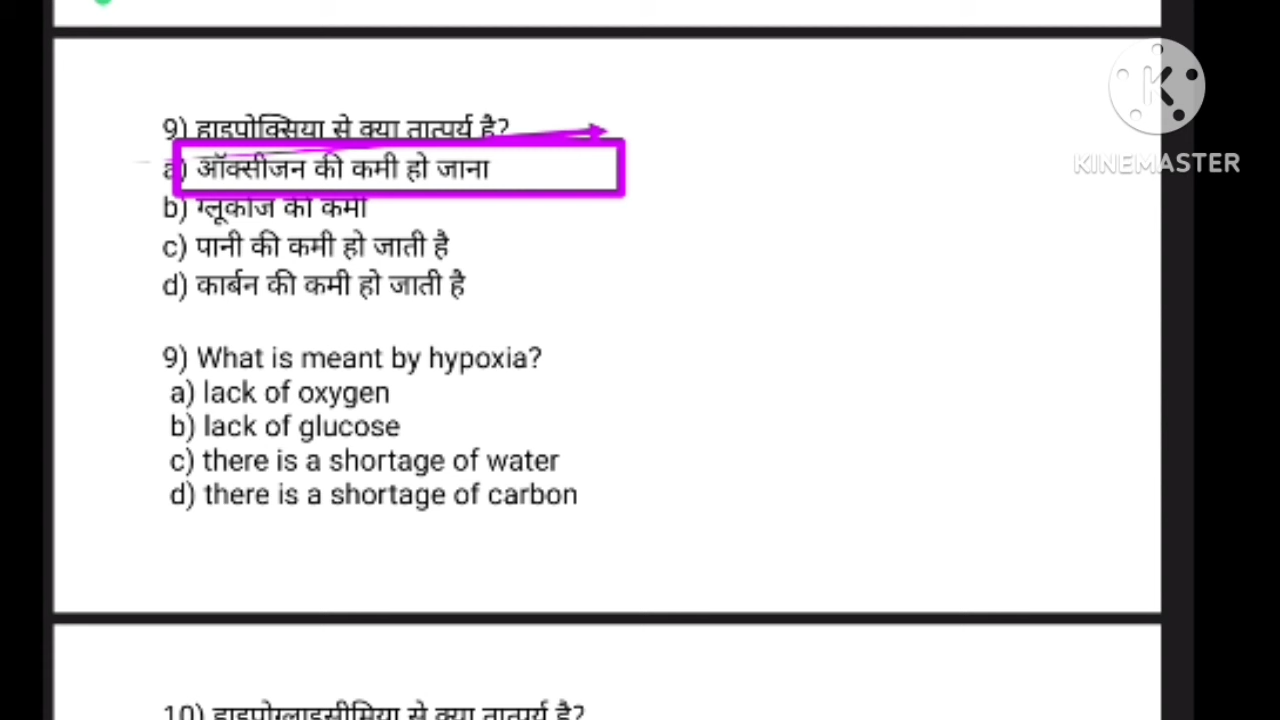 KINEMASTER
9) हाइपोक्सिया से क्या तात्पर्य है?
a) ऑक्सीजन की कमी हो जाना
b) ग्लूकोज की कमी
c) पानी की कमी हो जाती है
d) कार्बन की कमी हो जाती है
9) What is meant by hypoxia?
a) lack of oxygen
b) lack of glucose
c) there is a shortage of water
d) there is a shortage of carbon
10) हाइपोग्लाइसीमिया से क्या तात्पर्य है?